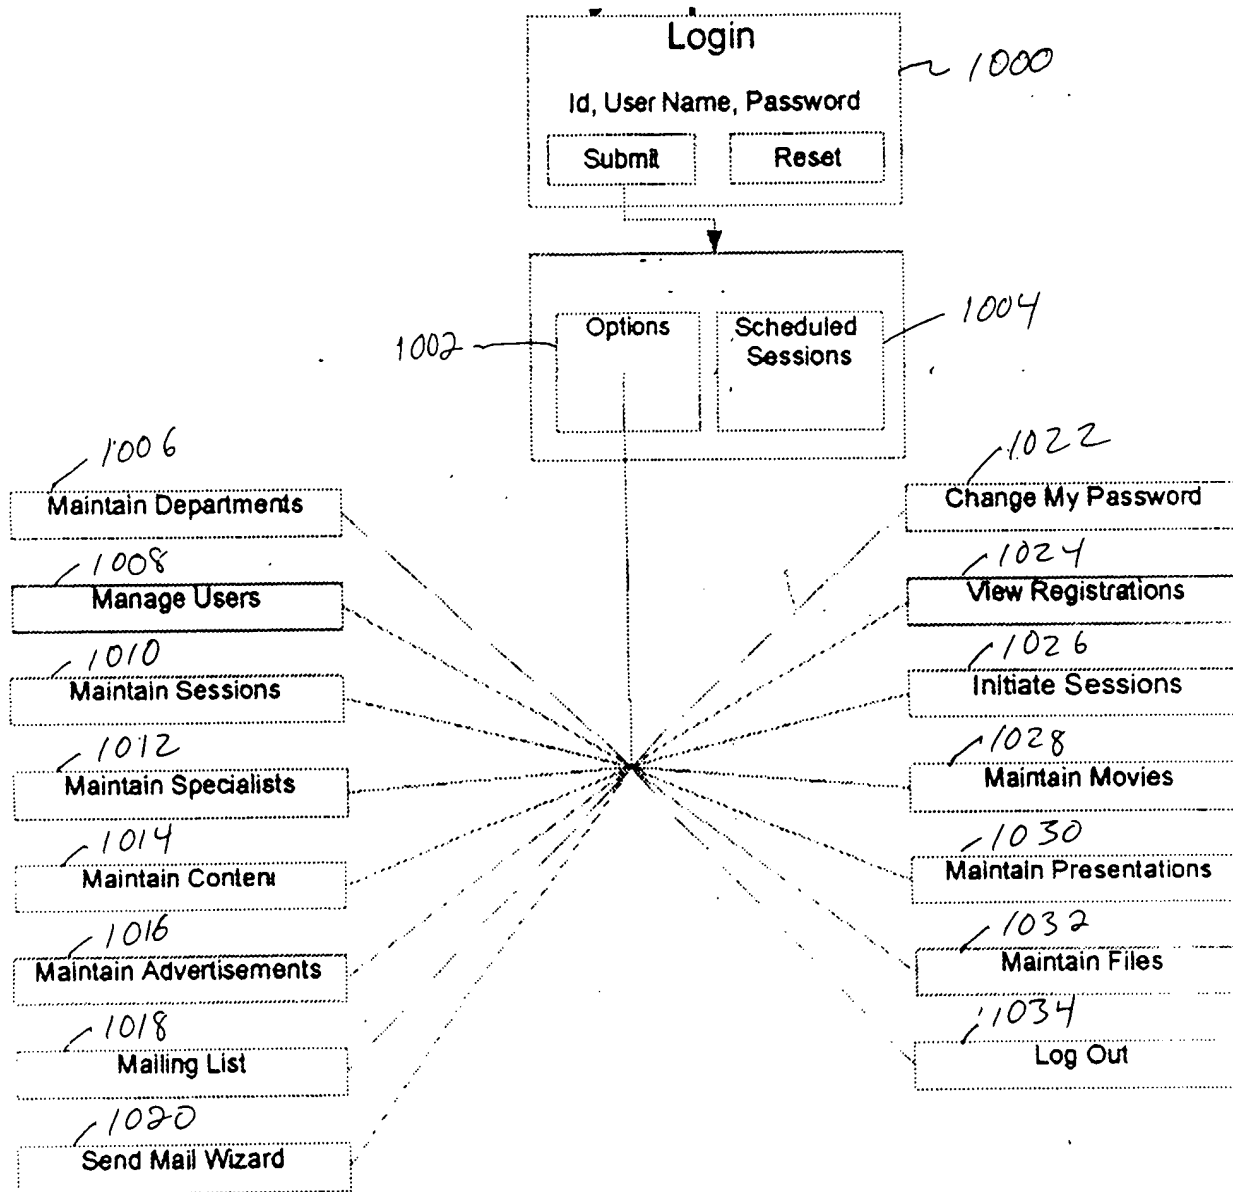 Login
1000
Id, User Name, Password
Submit
Reset
1002
Options
Scheduled
Sessions
1004
1006
Maintain Departments
1008
Manage Users
1010
Maintain Sessions
1012
Maintain Specialists
1014
Maintain Content
1016
Maintain Advertisements
1018
Mailing List
1020
Send Mail Wizard
1022
Change My Password
1024
View Registrations
1026
Initiate Sessions
1028
Maintain Movies
1030
Maintain Presentations
1032
Maintain Files
1034
Log Out